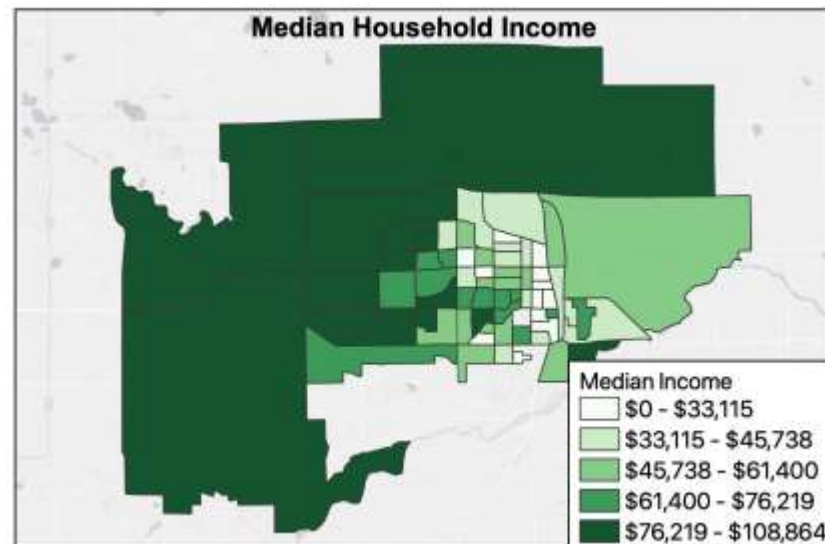 Median Household Income
Median Income
$0 - $33,115
$33,115 - $45,738
$45,738 - $61,400
$61,400 - $76,219
$76,219 - $108,864